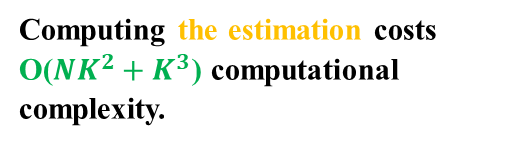 Computing the estimation costs
O(NK² + K³) computational
complexity.